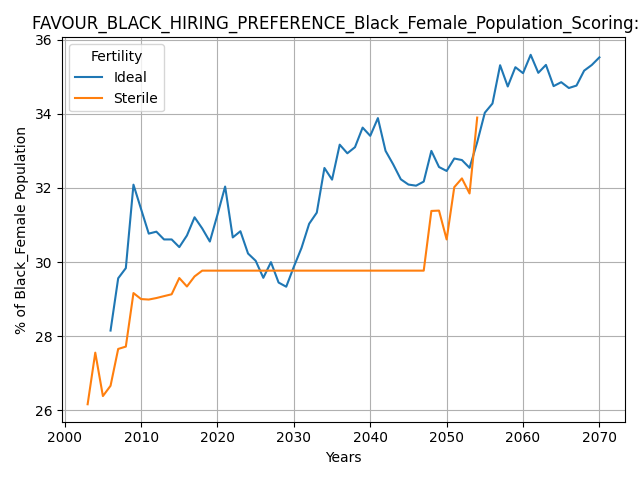 FAVOUR_BLACK_HIRING_PREFERENCE_Black_Female_Population_Scoring:
Fertility
Ideal
Sterile
% of Black_Female Population
36
34
32
30
28
26
2000 2010 2020 2030 2040 2050 2060 2070
Years